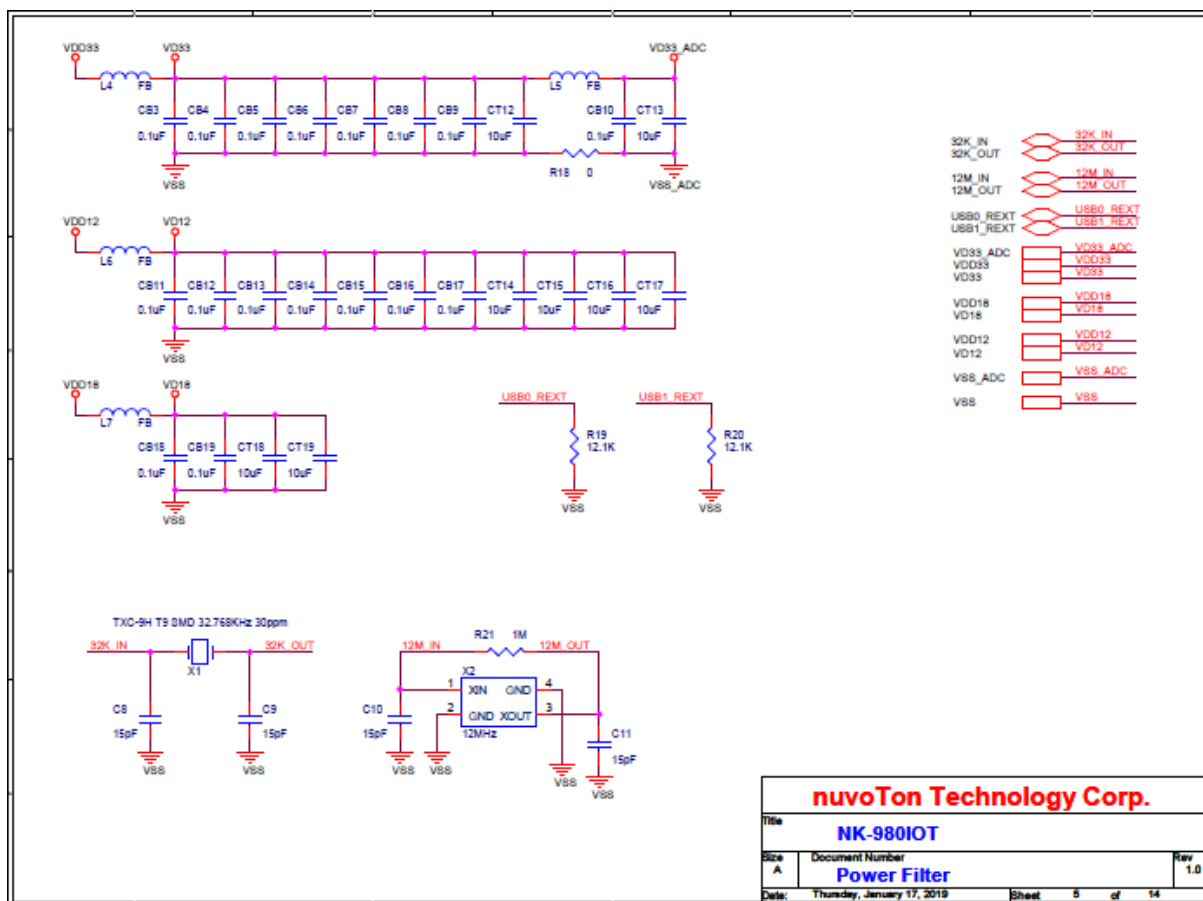 VDD33 VD33 VD33_ADC
L4 FB L5 FB
CB3 CB4 CB5 CB6 CB7 CB8 CB9 CT12 CB10 CT13
0.1uF 0.1uF 0.1uF 0.1uF 0.1uF 0.1uF 0.1uF 10uF 0.1uF 10uF
R18 0
VSS VSS_ADC
VDD12 VD12
L6 FB
CB11 CB12 CB13 CB14 CB15 CB16 CB17 CT14 CT15 CT16 CT17
0.1uF 0.1uF 0.1uF 0.1uF 0.1uF 0.1uF 0.1uF 10uF 10uF 10uF 10uF
VSS
VDD18 VD18
L7 FB
CB18 CB19 CT18 CT19
0.1uF 0.1uF 10uF 10uF
VSS
USB0_REXT USB1_REXT
R19 R20
12.1K 12.1K
VSS VSS
32K_IN 32K_IN
32K_OUT 32K_OUT
12M_IN 12M_IN
12M_OUT 12M_OUT
USB0_REXT USB0_REXT
USB1_REXT USB1_REXT
VD33_ADC VD33_ADC
VDD33 VDD33
VD33 VD33
VDD18 VDD18
VD18 VD18
VDD12 VDD12
VD12 VD12
VSS_ADC VSS_ADC
VSS VSS
TXC-9H T9 SMD 32.768KHz 30ppm
32K_IN 32K_OUT
X1
C8 C9
15pF 15pF
VSS VSS
R21 1M
12M_IN 12M_OUT
X2
1 XIN GND 4
2 GND XOUT 3
12MHz
C10 C11
15pF 15pF
VSS VSS VSS VSS
nuvoTon Technology Corp.
Title
NK-980IOT
Size Document Number Rev
A Power Filter 1.0
Date: Thursday, January 17, 2019 Sheet 5 of 14